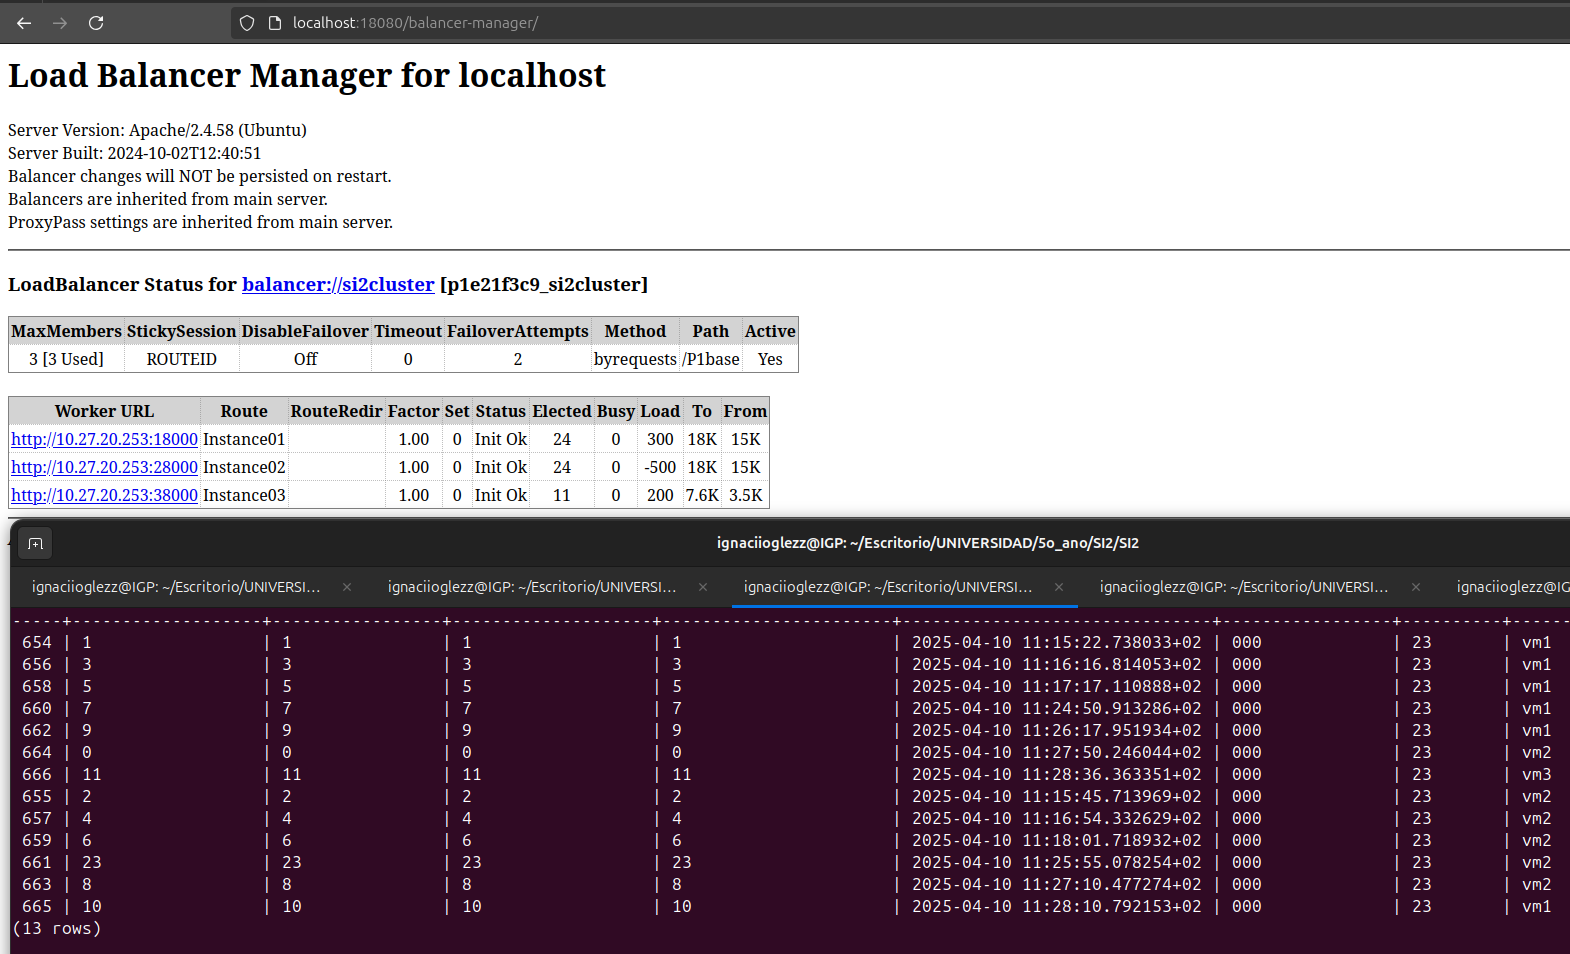 localhost:18080/balancer-manager/
Load Balancer Manager for localhost
Server Version: Apache/2.4.58 (Ubuntu)
Server Built: 2024-10-02T12:40:51
Balancer changes will NOT be persisted on restart.
Balancers are inherited from main server.
ProxyPass settings are inherited from main server.
LoadBalancer Status for balancer://si2cluster [p1e21f3c9_si2cluster]
MaxMembers StickySession DisableFailover Timeout FailoverAttempts Method Path Active
3 [3 Used] ROUTEID Off 0 2 byrequests /P1base Yes
Worker URL Route RouteRedir Factor Set Status Elected Busy Load To From
http://10.27.20.253:18000 Instance01 1.00 0 Init Ok 24 0 300 18K 15K
http://10.27.20.253:28000 Instance02 1.00 0 Init Ok 24 0 -500 18K 15K
http://10.27.20.253:38000 Instance03 1.00 0 Init Ok 11 0 200 7.6K 3.5K
ignaciioglezz@IGP: ~/Escritorio/UNIVERSIDAD/5o_ano/SI2/SI2
ignaciioglezz@IGP: ~/Escritorio/UNIVERSI... × ignaciioglezz@IGP: ~/Escritorio/UNIVERSI... × ignaciioglezz@IGP: ~/Escritorio/UNIVERSI... × ignaciioglezz@IGP: ~/Escritorio/UNIVERSI... × ignaciioglezz@IG
-----+------------------+-----------------+-------------------+-----------------------+------------------------------+-----------------+----------+------
654 | 1 | 1 | 1 | 1 | 2025-04-10 11:15:22.738033+02 | 000 | 23 | vm1
656 | 3 | 3 | 3 | 3 | 2025-04-10 11:16:16.814053+02 | 000 | 23 | vm1
658 | 5 | 5 | 5 | 5 | 2025-04-10 11:17:17.110888+02 | 000 | 23 | vm1
660 | 7 | 7 | 7 | 7 | 2025-04-10 11:24:50.913286+02 | 000 | 23 | vm1
662 | 9 | 9 | 9 | 9 | 2025-04-10 11:26:17.951934+02 | 000 | 23 | vm1
664 | 0 | 0 | 0 | 0 | 2025-04-10 11:27:50.246044+02 | 000 | 23 | vm2
666 | 11 | 11 | 11 | 11 | 2025-04-10 11:28:36.363351+02 | 000 | 23 | vm3
655 | 2 | 2 | 2 | 2 | 2025-04-10 11:15:45.713969+02 | 000 | 23 | vm2
657 | 4 | 4 | 4 | 4 | 2025-04-10 11:16:54.332629+02 | 000 | 23 | vm2
659 | 6 | 6 | 6 | 6 | 2025-04-10 11:18:01.718932+02 | 000 | 23 | vm2
661 | 23 | 23 | 23 | 23 | 2025-04-10 11:25:55.078254+02 | 000 | 23 | vm2
663 | 8 | 8 | 8 | 8 | 2025-04-10 11:27:10.477274+02 | 000 | 23 | vm2
665 | 10 | 10 | 10 | 10 | 2025-04-10 11:28:10.792153+02 | 000 | 23 | vm1
(13 rows)